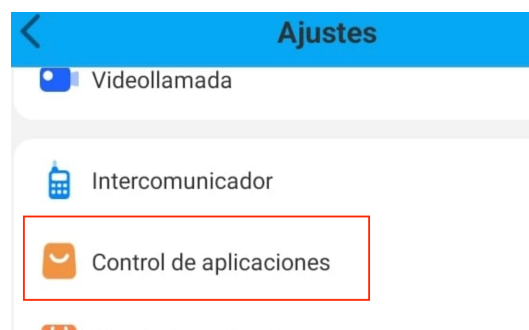 Ajustes
Videollamada
Intercomunicador
Control de aplicaciones